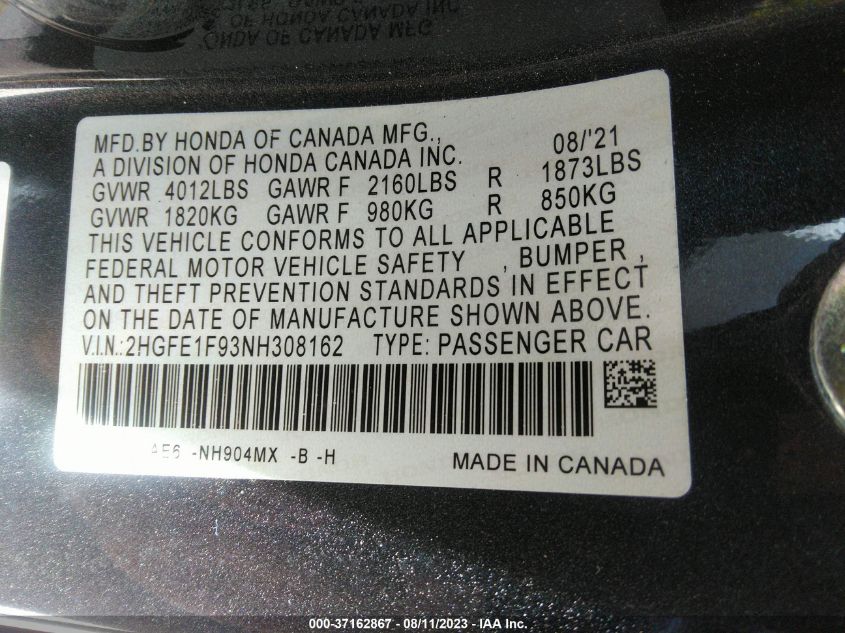 MFD.BY HONDA OF CANADA MFG., 08/'21
A DIVISION OF HONDA CANADA INC.
GVWR 4012LBS GAWR F 2160LBS R 1873LBS
GVWR 1820KG GAWR F 980KG R 850KG
THIS VEHICLE CONFORMS TO ALL APPLICABLE
FEDERAL MOTOR VEHICLE SAFETY , BUMPER ,
AND THEFT PREVENTION STANDARDS IN EFFECT
ON THE DATE OF MANUFACTURE SHOWN ABOVE.
V.I.N.:2HGFE1F93NH308162 TYPE: PASSENGER CAR
AE6 -NH904MX -B -H MADE IN CANADA
000-37162867 - 08/11/2023 - IAA Inc.